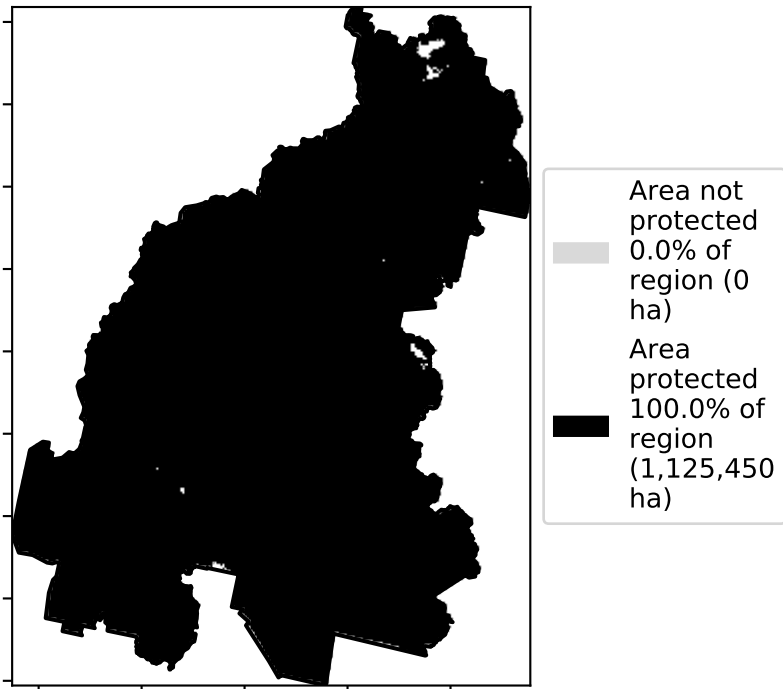 Area not
protected
0.0% of
region (0
ha)
Area
protected
100.0% of
region
(1,125,450
ha)